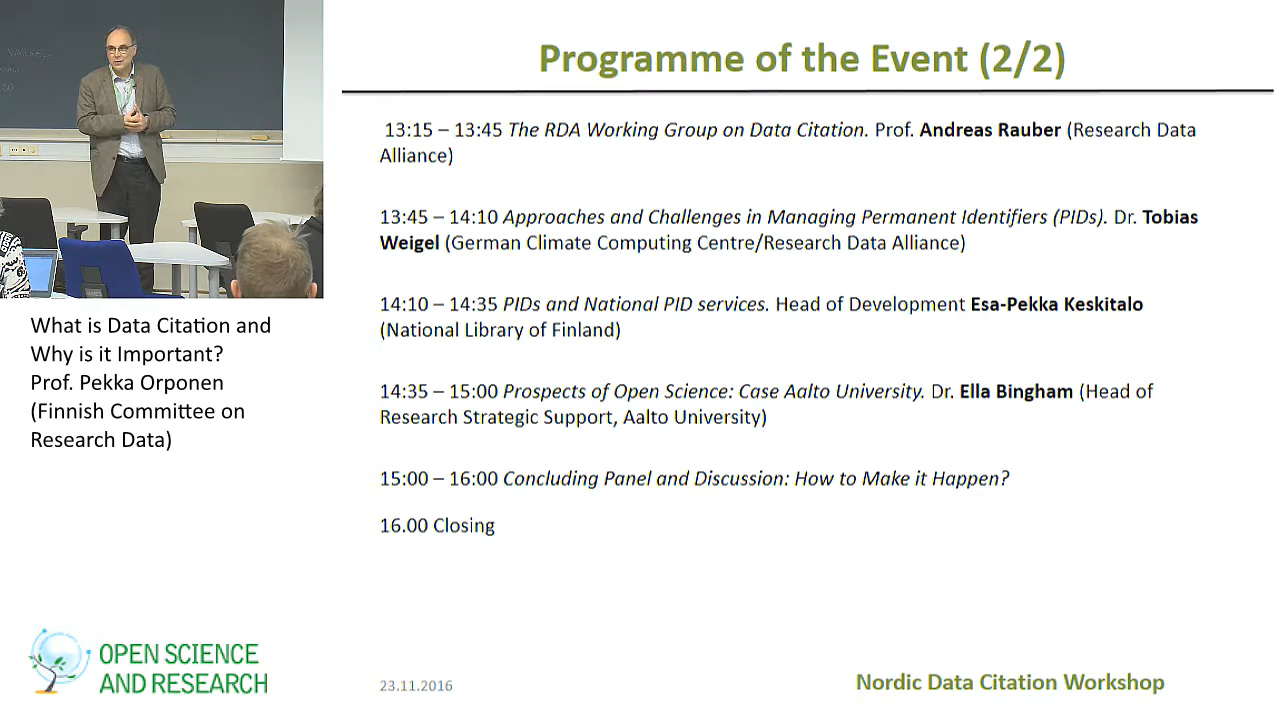 Programme of the Event (2/2)
13:15 – 13:45 The RDA Working Group on Data Citation. Prof. Andreas Rauber (Research Data
Alliance)
13:45 – 14:10 Approaches and Challenges in Managing Permanent Identifiers (PIDs). Dr. Tobias
Weigel (German Climate Computing Centre/Research Data Alliance)
14:10 – 14:35 PIDs and National PID services. Head of Development Esa-Pekka Keskitalo
(National Library of Finland)
14:35 – 15:00 Prospects of Open Science: Case Aalto University. Dr. Ella Bingham (Head of
Research Strategic Support, Aalto University)
15:00 – 16:00 Concluding Panel and Discussion: How to Make it Happen?
16.00 Closing
What is Data Citation and
Why is it Important?
Prof. Pekka Orponen
(Finnish Committee on
Research Data)
OPEN SCIENCE
AND RESEARCH
23.11.2016
Nordic Data Citation Workshop